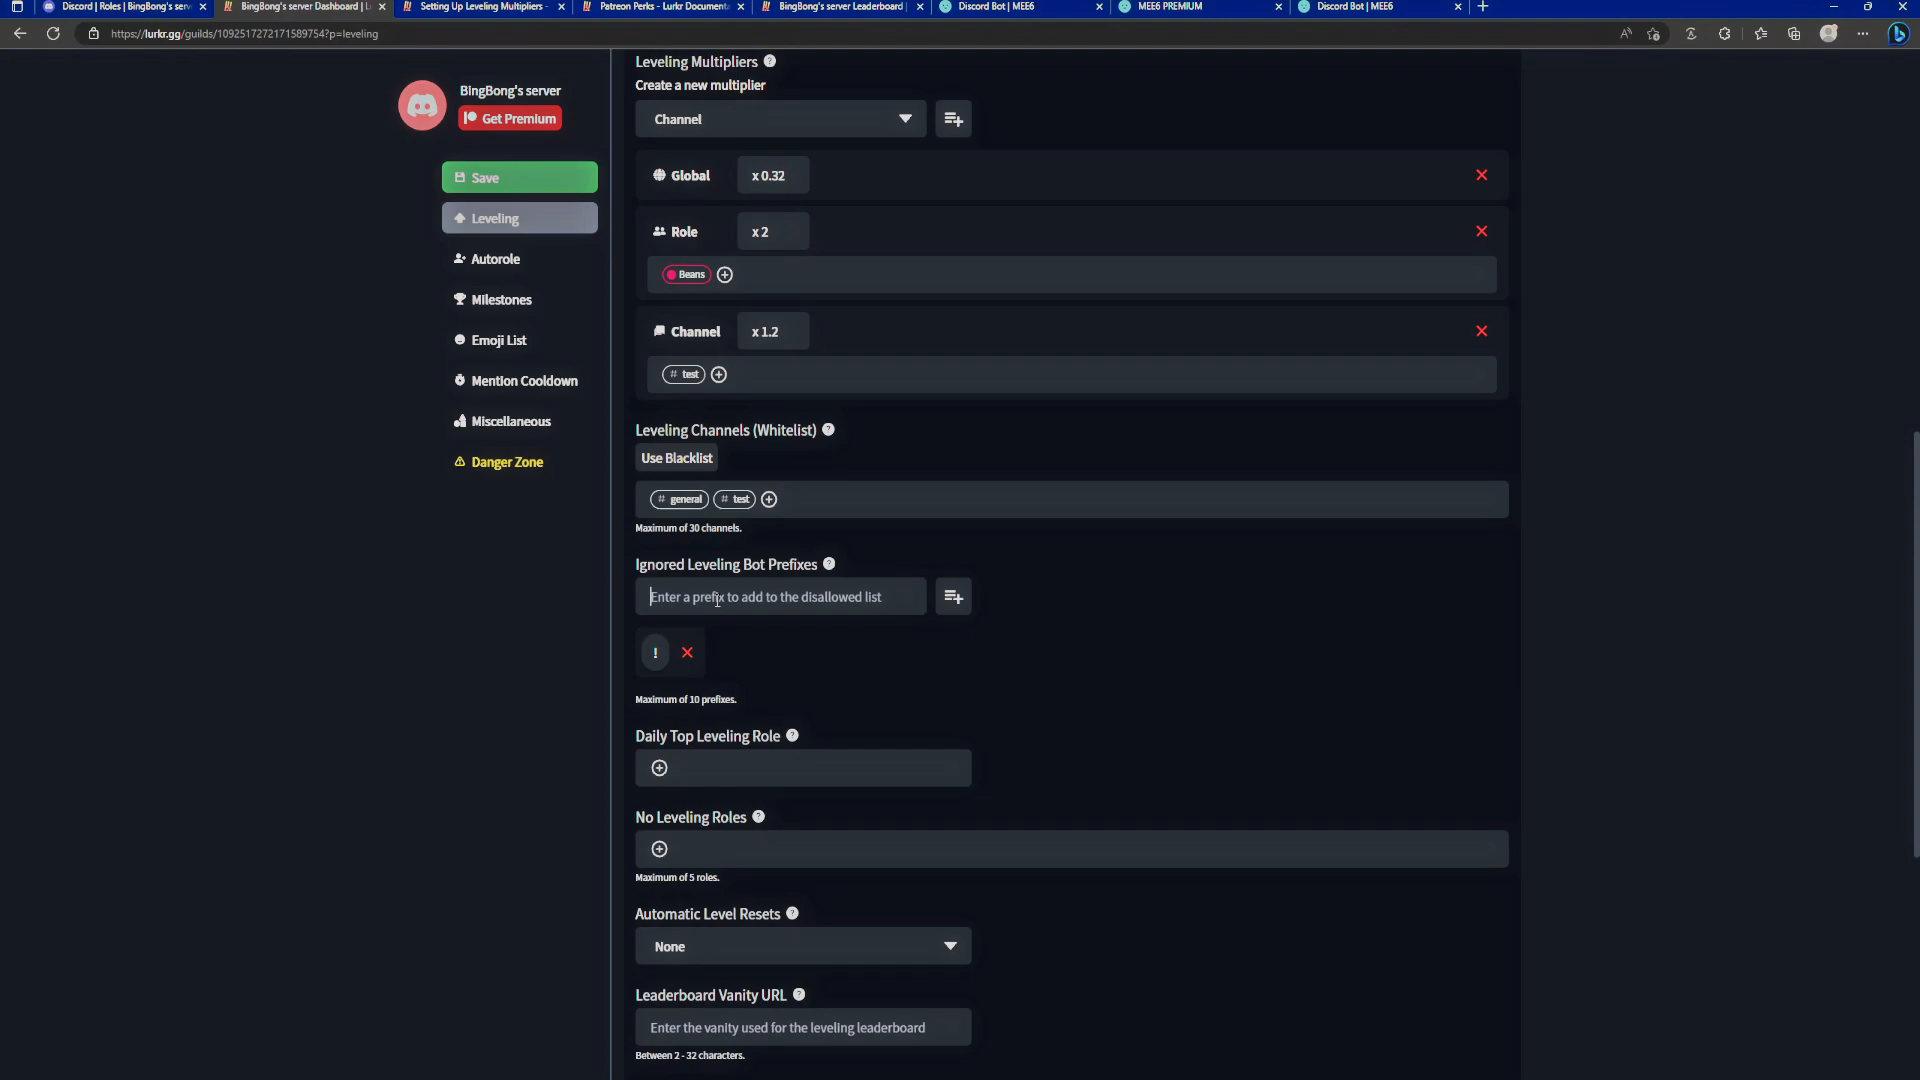 Discord | Roles | BingBong's serv
BingBong's server Dashboard | L
Setting Up Leveling Multipliers -
Patreon Perks - Lurkr Documenta
BingBong's server Leaderboard |
Discord Bot | MEE6
MEE6 PREMIUM
Discord Bot | MEE6
https://lurkr.gg/guilds/1092517272171589754?p=leveling
BingBong's server
Get Premium
Save
Leveling
Autorole
Milestones
Emoji List
Mention Cooldown
Miscellaneous
Danger Zone
Leveling Multipliers ?
Create a new multiplier
Channel
Global x 0.32
Role x 2
Beans
Channel x 1.2
# test
Leveling Channels (Whitelist) ?
Use Blacklist
# general # test
Maximum of 30 channels.
Ignored Leveling Bot Prefixes ?
Enter a prefix to add to the disallowed list
!
Maximum of 10 prefixes.
Daily Top Leveling Role ?
No Leveling Roles ?
Maximum of 5 roles.
Automatic Level Resets ?
None
Leaderboard Vanity URL ?
Enter the vanity used for the leveling leaderboard
Between 2 - 32 characters.